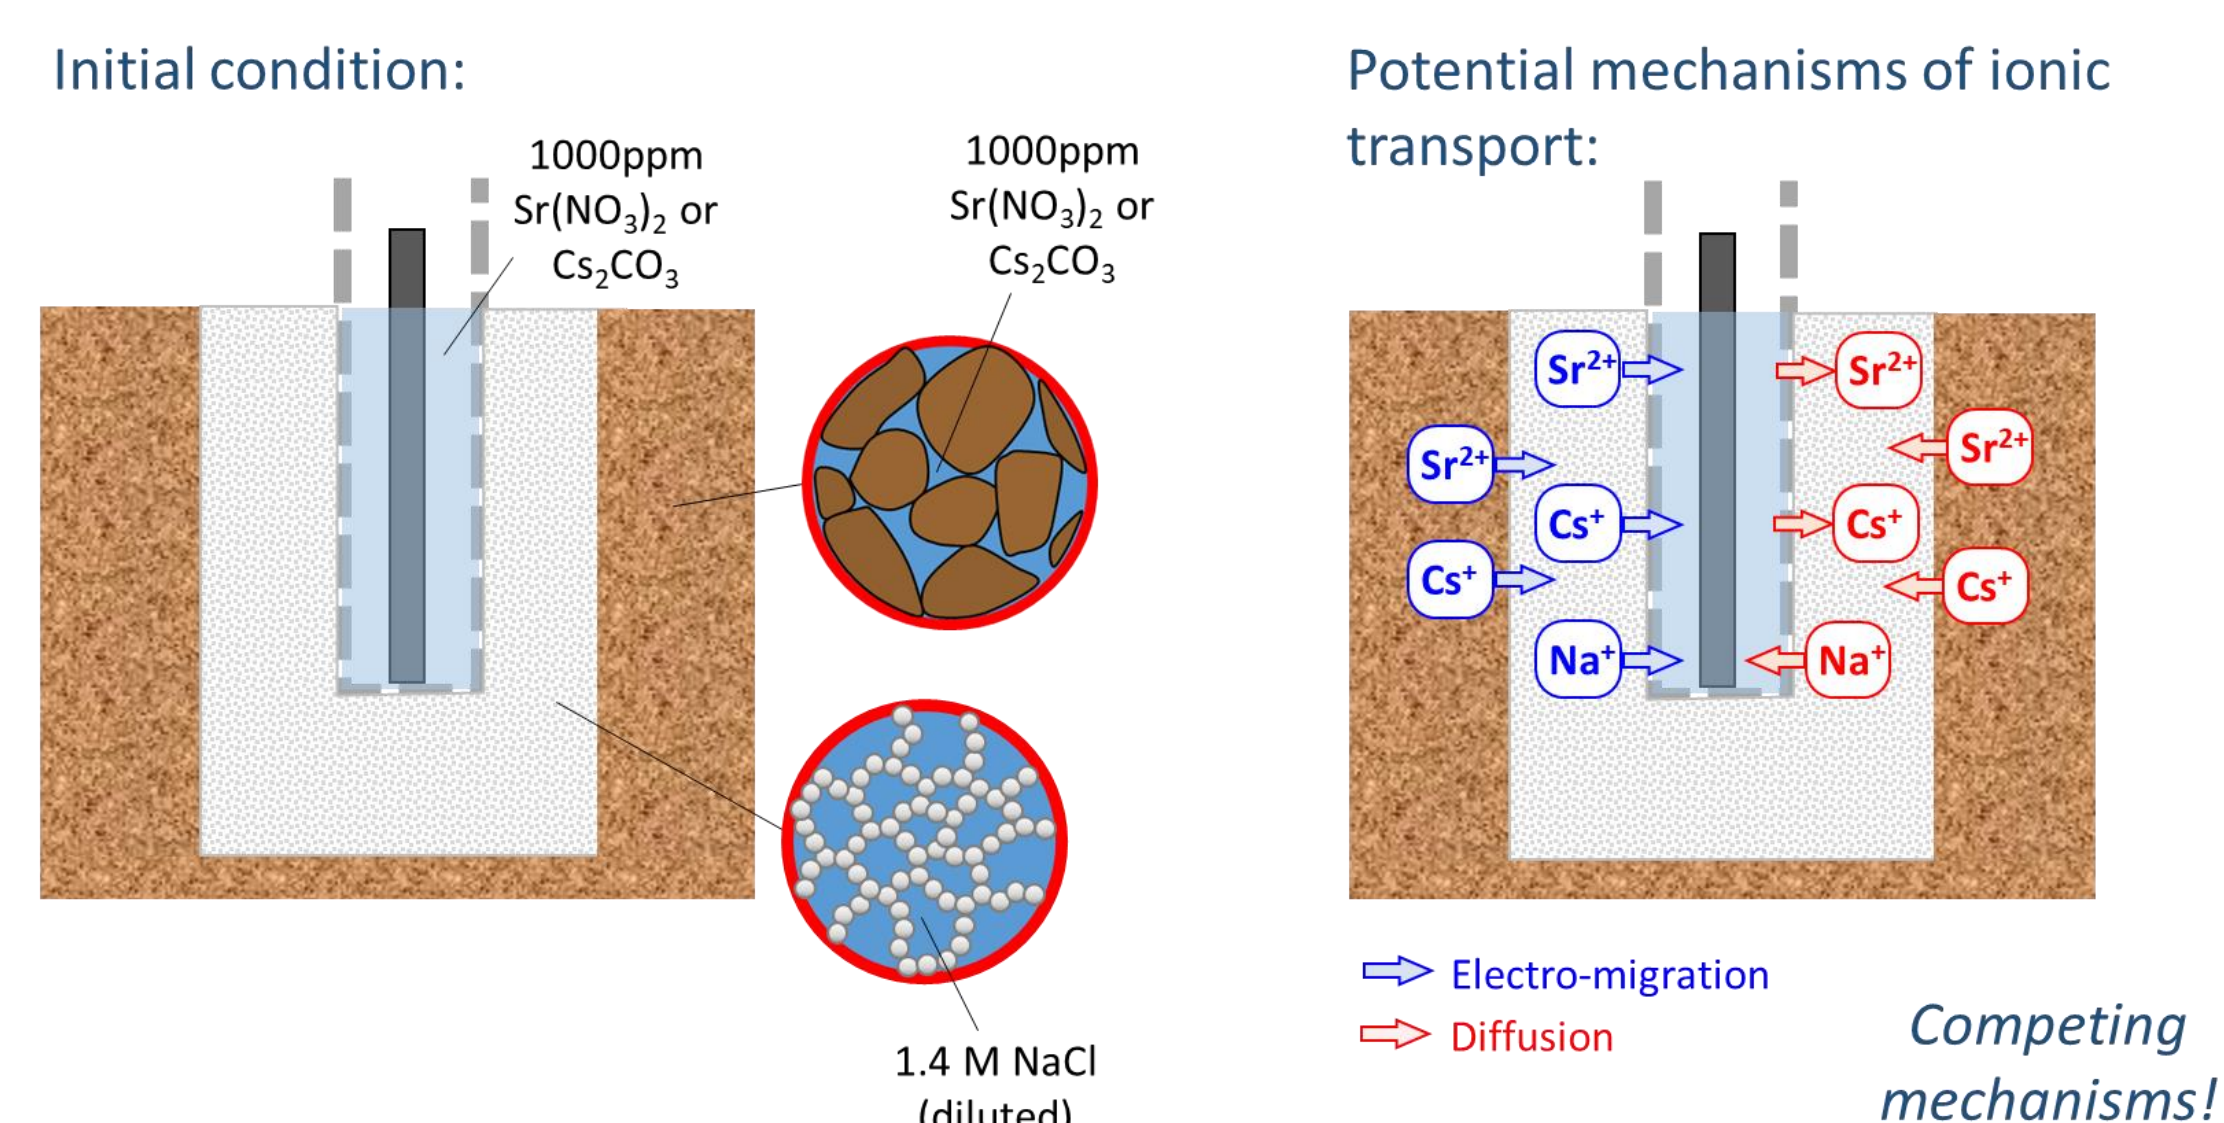 Initial condition:
1000ppm
Sr(NO₃)₂ or
Cs₂CO₃
1000ppm
Sr(NO₃)₂ or
Cs₂CO₃
1.4 M NaCl
(diluted)
Potential mechanisms of ionic
transport:
Sr²⁺
Sr²⁺
Cs⁺
Cs⁺
Na⁺
Sr²⁺
Sr²⁺
Cs⁺
Cs⁺
Na⁺
Electro-migration
Diffusion
Competing
mechanisms!